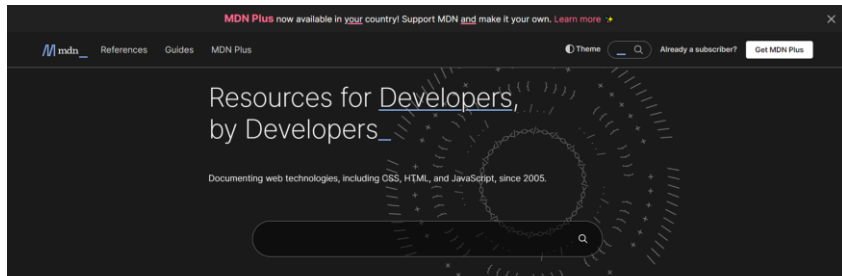 MDN Plus now available in your country! Support MDN and make it your own. Learn more ✨
mdn_ References Guides MDN Plus Theme _ Already a subscriber? Get MDN Plus
Resources for Developers,
by Developers_
Documenting web technologies, including CSS, HTML, and JavaScript, since 2005.